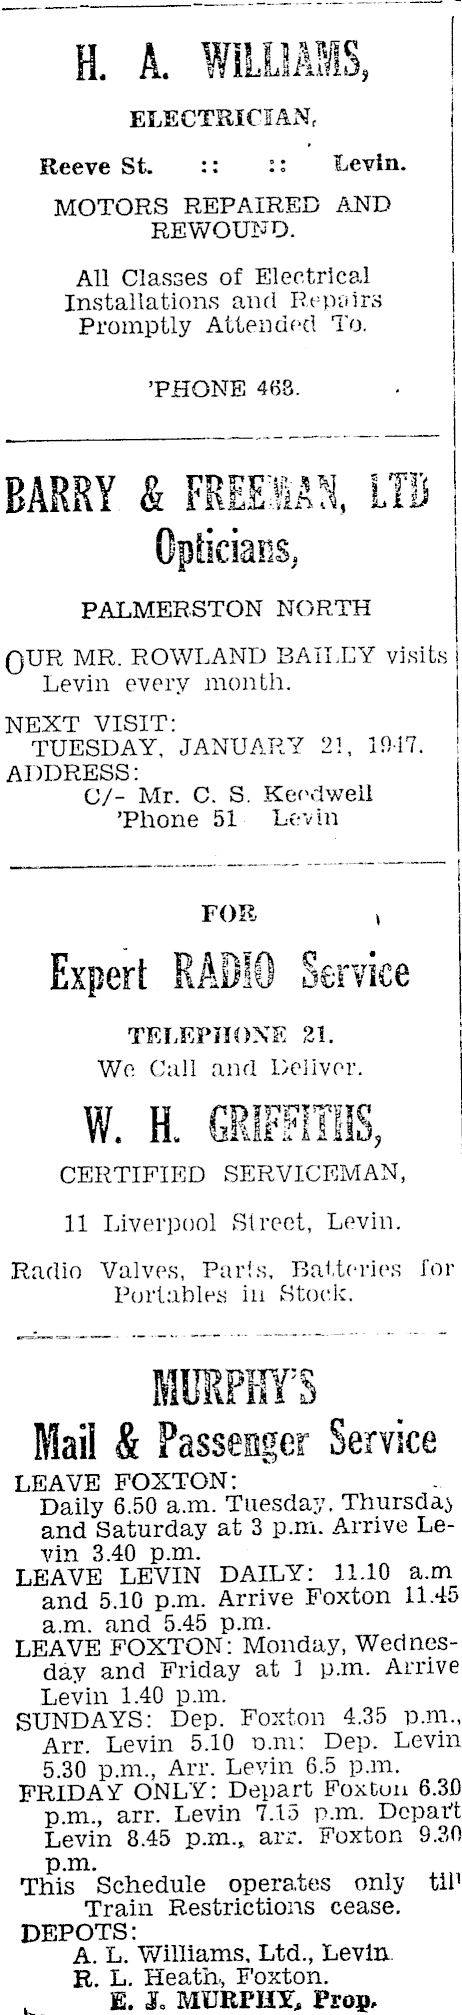 H. A. WILLIAMS,
ELECTRICIAN,
Reeve St. :: :: Levin.
MOTORS REPAIRED AND
REWOUND.
All Classes of Electrical
Installations and Repairs
Promptly Attended To.
'PHONE 463.
BARRY & FREEMAN, LTD
Opticians,
PALMERSTON NORTH
OUR MR. ROWLAND BAILEY visits
Levin every month.
NEXT VISIT:
TUESDAY, JANUARY 21, 1947.
ADDRESS:
C/- Mr. C. S. Keedwell
'Phone 51 Levin
FOR
Expert RADIO Service
TELEPHONE 21.
We Call and Deliver.
W. H. GRIFFITHS,
CERTIFIED SERVICEMAN,
11 Liverpool Street, Levin.
Radio Valves, Parts, Batteries for
Portables in Stock.
MURPHY'S
Mail & Passenger Service
LEAVE FOXTON:
Daily 6.50 a.m. Tuesday, Thursday
and Saturday at 3 p.m. Arrive Le-
vin 3.40 p.m.
LEAVE LEVIN DAILY: 11.10 a.m
and 5.10 p.m. Arrive Foxton 11.45
a.m. and 5.45 p.m.
LEAVE FOXTON: Monday, Wednes-
day and Friday at 1 p.m. Arrive
Levin 1.40 p.m.
SUNDAYS: Dep. Foxton 4.35 p.m.,
Arr. Levin 5.10 p.m: Dep. Levin
5.30 p.m., Arr. Levin 6.5 p.m.
FRIDAY ONLY: Depart Foxton 6.30
p.m., arr. Levin 7.15 p.m. Depart
Levin 8.45 p.m., arr. Foxton 9.30
p.m.
This Schedule operates only till
Train Restrictions cease.
DEPOTS:
A. L. Williams, Ltd., Levin
R. L. Heath, Foxton.
E. J. MURPHY, Prop.